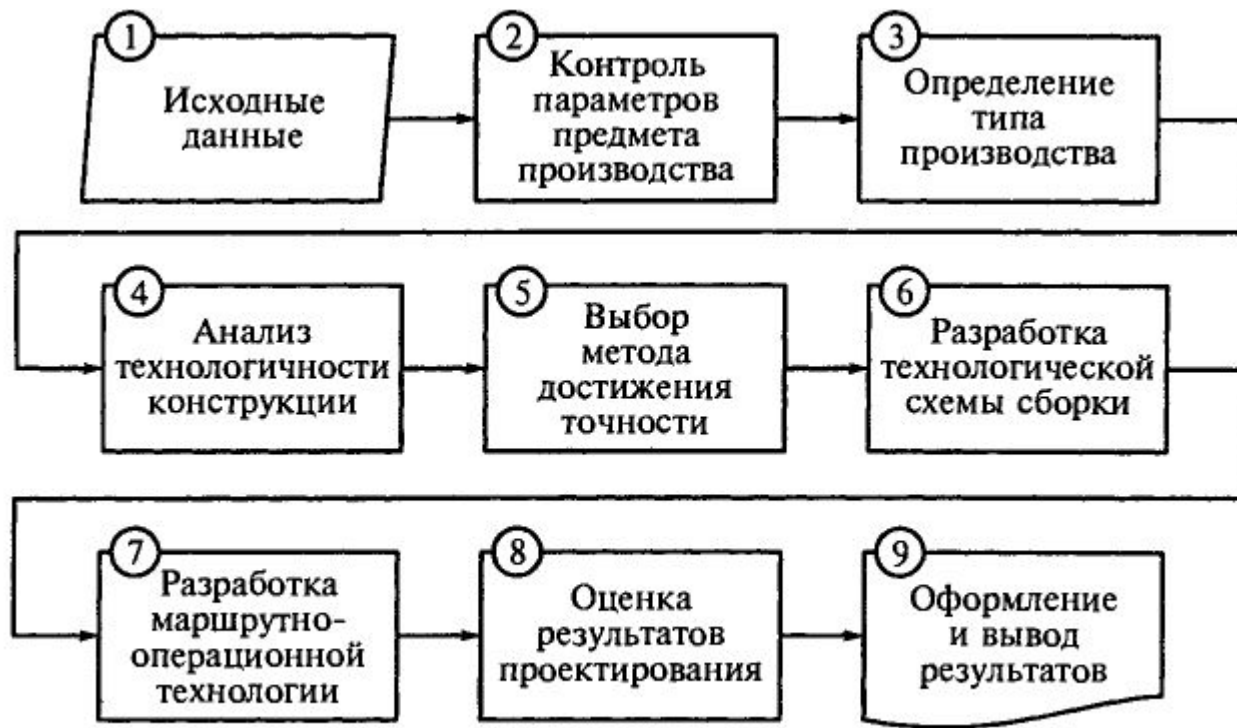 1
Исходные
данные
2
Контроль
параметров
предмета
производства
3
Определение
типа
производства
4
Анализ
технологичности
конструкции
5
Выбор
метода
достижения
точности
6
Разработка
технологической
схемы сборки
7
Разработка
маршрутно-
операционной
технологии
8
Оценка
результатов
проектирования
9
Оформление
и вывод
результатов